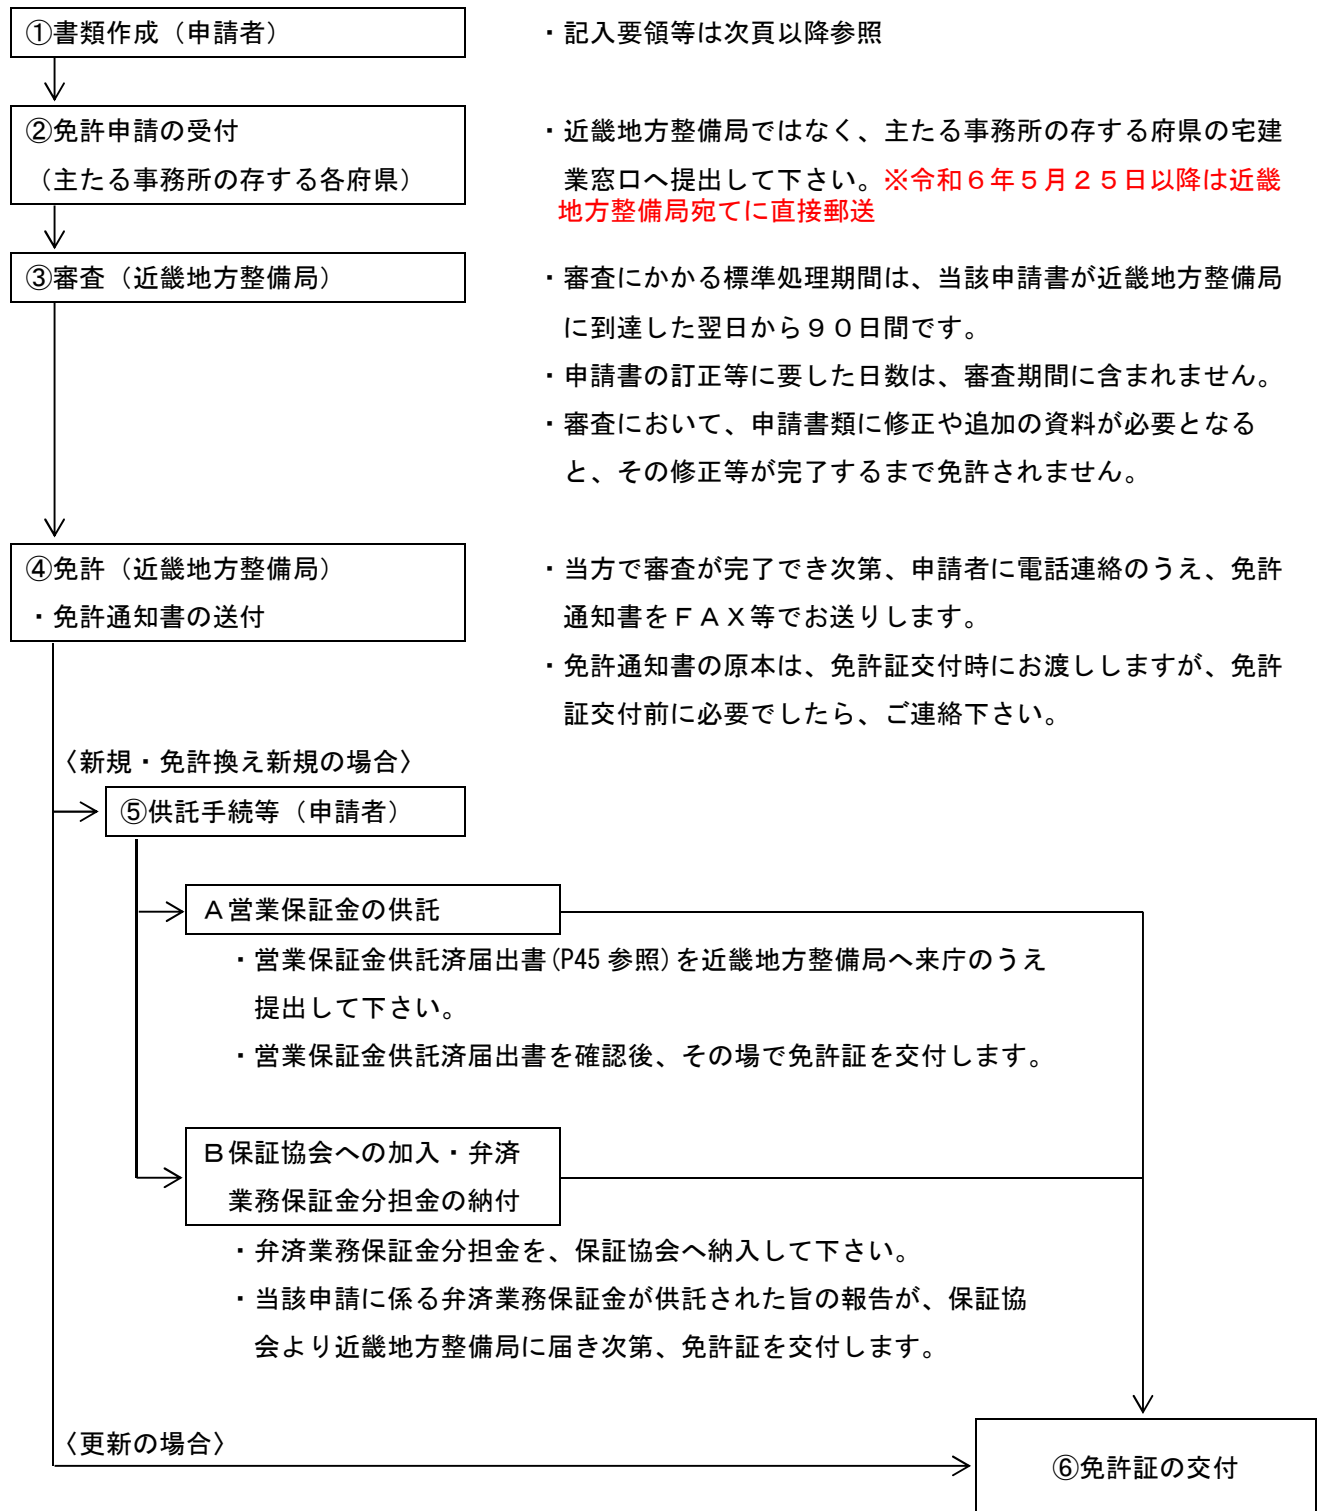 ①書類作成（申請者）
・記入要領等は次頁以降参照
②免許申請の受付
（主たる事務所の存する各府県）
・近畿地方整備局ではなく、主たる事務所の存する府県の宅建
業窓口へ提出して下さい。※令和６年５月２５日以降は近畿
地方整備局宛てに直接郵送
③審査（近畿地方整備局）
・審査にかかる標準処理期間は、当該申請書が近畿地方整備局
に到達した翌日から９０日間です。
・申請書の訂正等に要した日数は、審査期間に含まれません。
・審査において、申請書類に修正や追加の資料が必要となる
と、その修正等が完了するまで免許されません。
④免許（近畿地方整備局）
・免許通知書の送付
・当方で審査が完了でき次第、申請者に電話連絡のうえ、免許
通知書をＦＡＸ等でお送りします。
・免許通知書の原本は、免許証交付時にお渡ししますが、免許
証交付前に必要でしたら、ご連絡下さい。
〈新規・免許換え新規の場合〉
⑤供託手続等（申請者）
Ａ営業保証金の供託
・営業保証金供託済届出書(P45 参照)を近畿地方整備局へ来庁のうえ
提出して下さい。
・営業保証金供託済届出書を確認後、その場で免許証を交付します。
Ｂ保証協会への加入・弁済
業務保証金分担金の納付
・弁済業務保証金分担金を、保証協会へ納入して下さい。
・当該申請に係る弁済業務保証金が供託された旨の報告が、保証協
会より近畿地方整備局に届き次第、免許証を交付します。
〈更新の場合〉
⑥免許証の交付